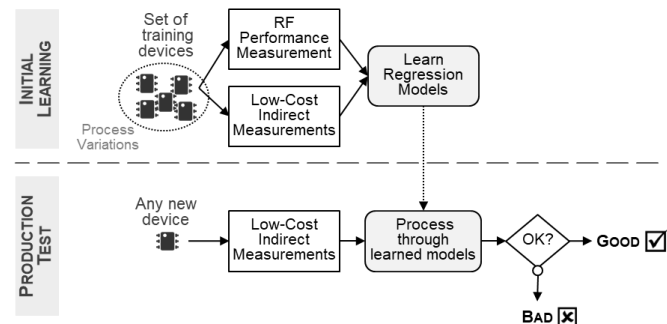 INITIAL
LEARNING
Set of
training
devices
Process
Variations
RF
Performance
Measurement
Low-Cost
Indirect
Measurements
Learn
Regression
Models
PRODUCTION
TEST
Any new
device
Low-Cost
Indirect
Measurements
Process
through
learned models
OK?
GOOD
BAD